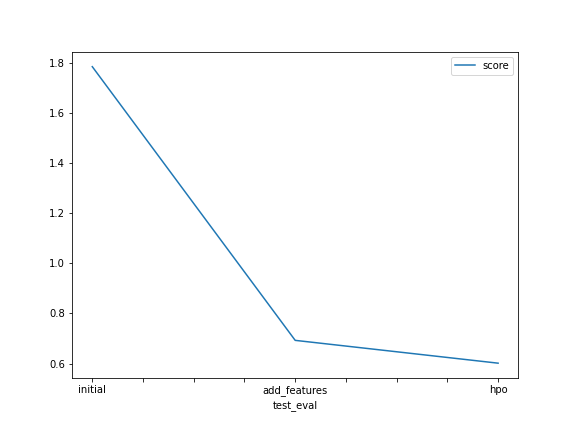 score
1.8
1.6
1.4
1.2
1.0
0.8
0.6
initial
add_features
hpo
test_eval